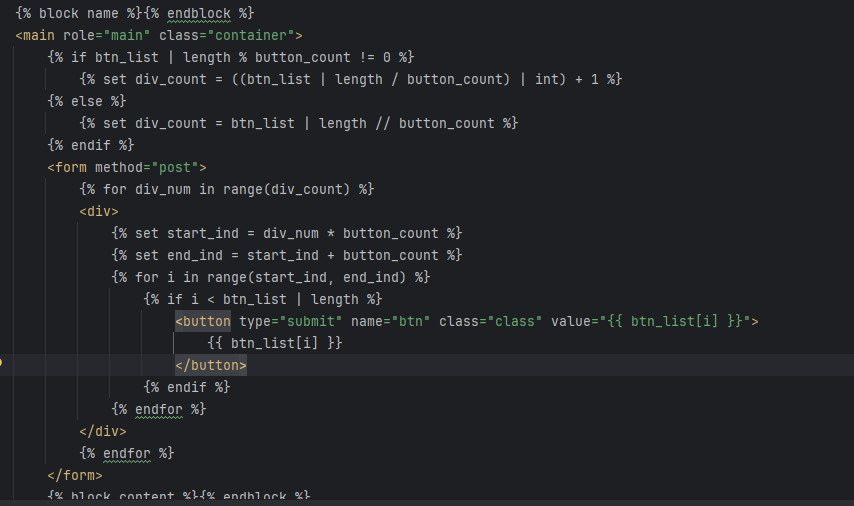 {% block name %}{% endblock %}
<main role="main" class="container">
{% if btn_list | length % button_count != 0 %}
{% set div_count = ((btn_list | length / button_count) | int) + 1 %}
{% else %}
{% set div_count = btn_list | length // button_count %}
{% endif %}
<form method="post">
{% for div_num in range(div_count) %}
<div>
{% set start_ind = div_num * button_count %}
{% set end_ind = start_ind + button_count %}
{% for i in range(start_ind, end_ind) %}
{% if i < btn_list | length %}
<button type="submit" name="btn" class="class" value="{{ btn_list[i] }}">
{{ btn_list[i] }}
</button>
{% endif %}
{% endfor %}
</div>
{% endfor %}
</form>
{% block content %}{% endblock %}